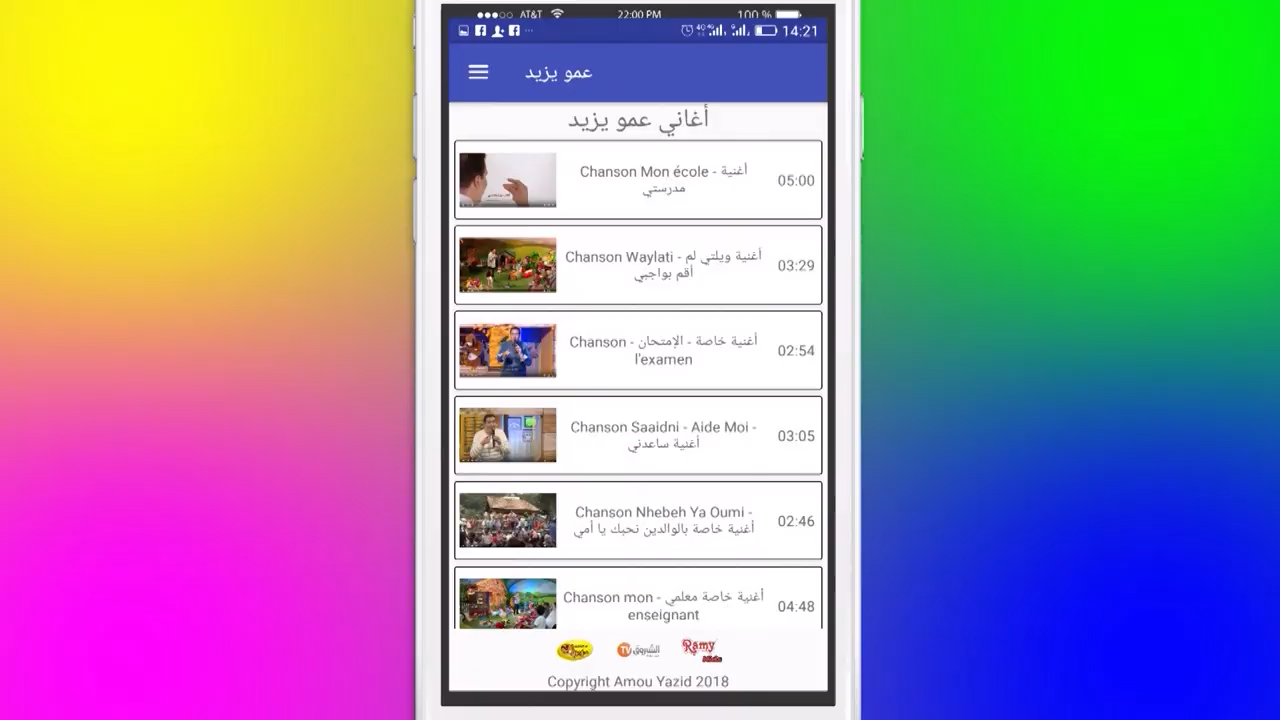 AT&T 22:00 PM 100 %
14:21
عمو يزيد
أغاني عمو يزيد
Chanson Mon école - أغنية
مدرستي
05:00
Chanson Waylati - أغنية ويلتي لم
أقم بواجبي
03:29
Chanson - أغنية خاصة - الإمتحان
l'examen
02:54
Chanson Saaidni - Aide Moi -
أغنية ساعدني
03:05
Chanson Nhebeh Ya Oumi -
أغنية خاصة بالوالدين نحبك يا أمي
02:46
Chanson mon - أغنية خاصة معلمي
enseignant
04:48
الشروق TV
Ramy
Copyright Amou Yazid 2018